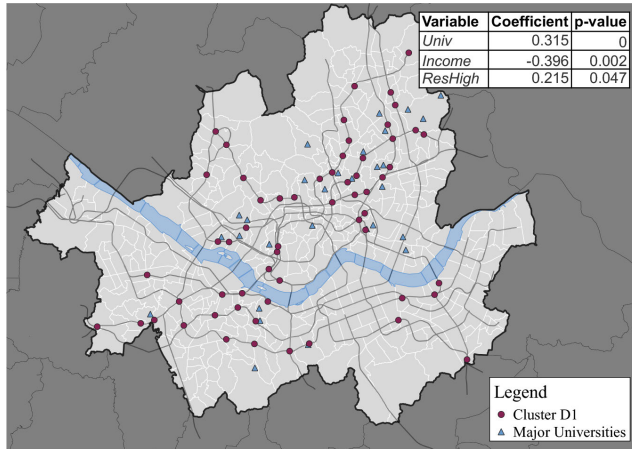 Variable Coefficient p-value
Univ 0.315 0
Income -0.396 0.002
ResHigh 0.215 0.047
Legend
Cluster D1
Major Universities